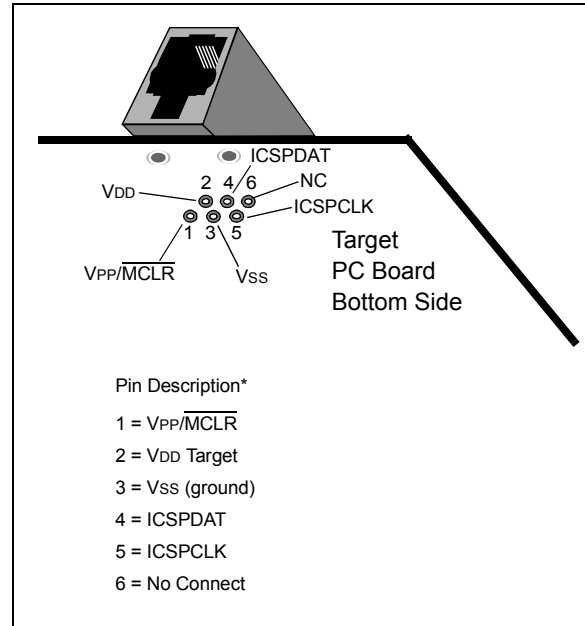 ICSPDAT
2 4 6 NC
VDD
ICSPCLK
1 3 5
Target
PC Board
Bottom Side
VPP/MCLR
VSS
Pin Description*
1 = VPP/MCLR
2 = VDD Target
3 = VSS (ground)
4 = ICSPDAT
5 = ICSPCLK
6 = No Connect